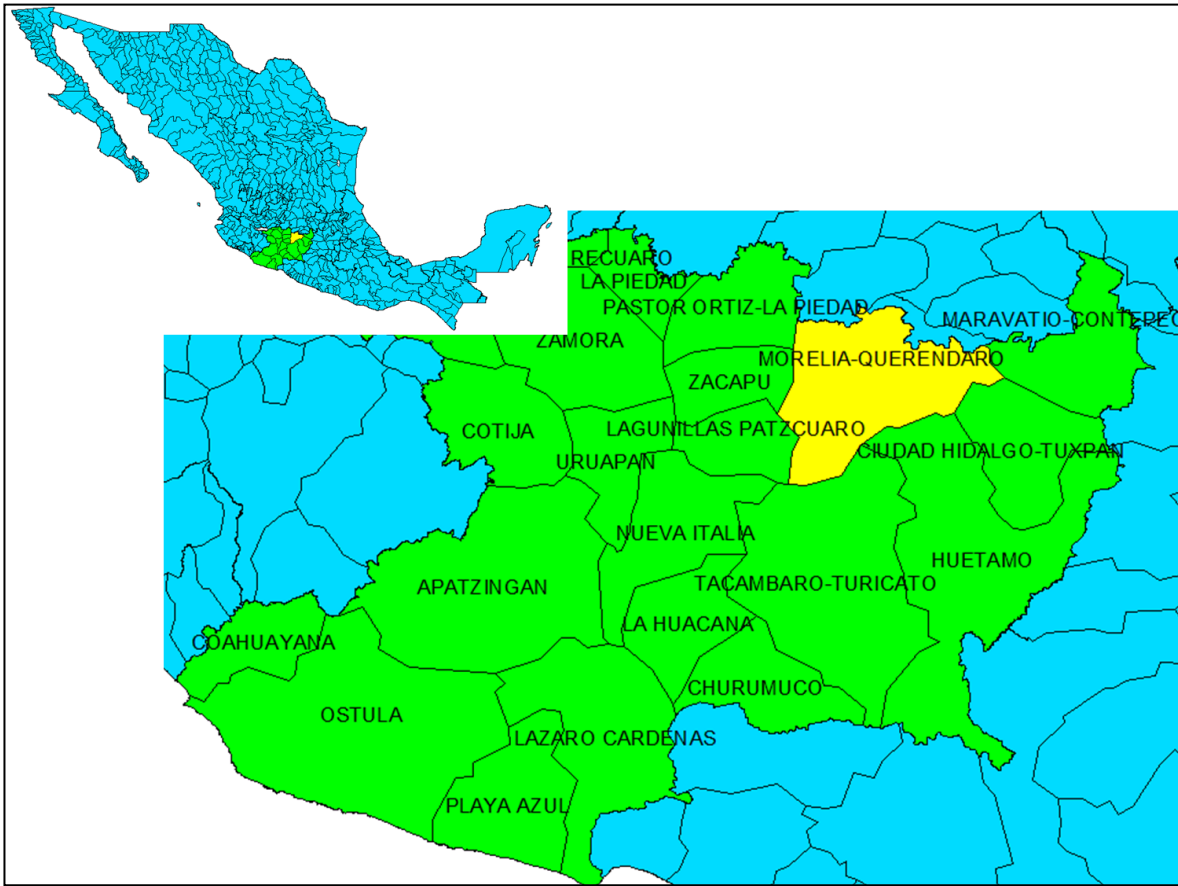 RECUARO
LA PIEDAD
PASTOR ORTIZ-LA PIEDAD
MARAVATIO-CONTEPEC
ZAMORA
MORELIA-QUERENDARO
ZACAPU
COTIJA
LAGUNILLAS PATZCUARO
URUAPAN
CIUDAD HIDALGO-TUXPAN
NUEVA ITALIA
HUETAMO
APATZINGAN
TACAMBARO-TURICATO
LA HUACANA
COAHUAYANA
CHURUMUCO
OSTULA
LAZARO CARDENAS
PLAYA AZUL